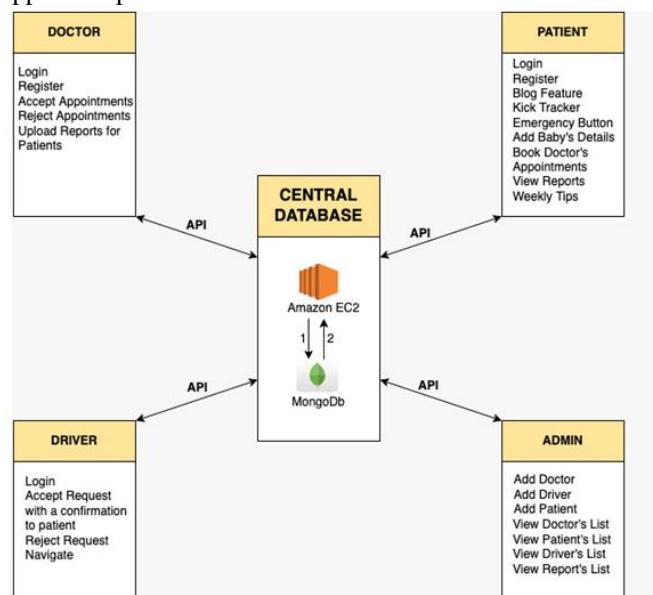 DOCTOR
Login
Register
Accept Appointments
Reject Appointments
Upload Reports for
Patients
PATIENT
Login
Register
Blog Feature
Kick Tracker
Emergency Button
Add Baby's Details
Book Doctor's
Appointments
View Reports
Weekly Tips
API
API
CENTRAL
DATABASE
Amazon EC2
1
2
MongoDb
API
API
DRIVER
Login
Accept Request
with a confirmation
to patient
Reject Request
Navigate
ADMIN
Add Doctor
Add Driver
Add Patient
View Doctor's List
View Patient's List
View Driver's List
View Report's List